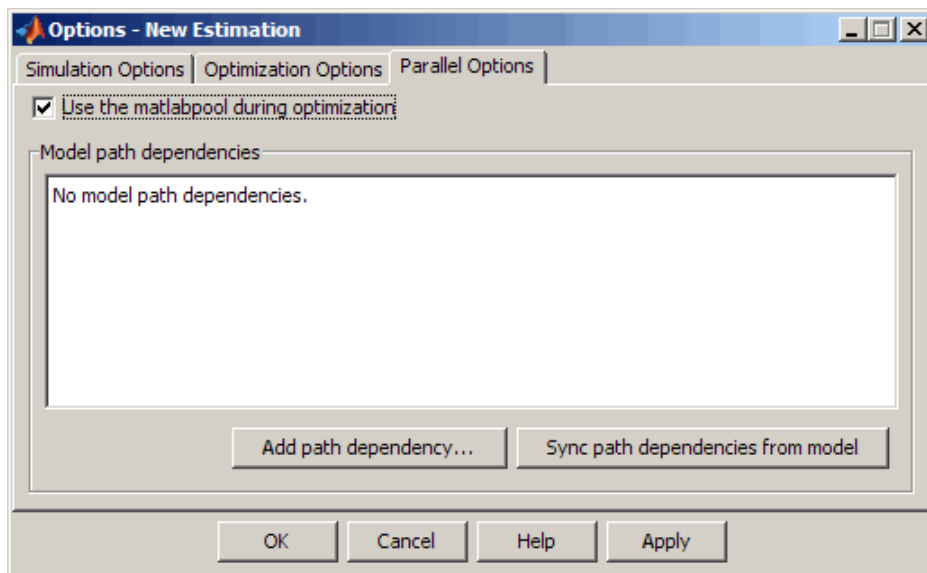 Options - New Estimation
Simulation Options Optimization Options Parallel Options
Use the matlabpool during optimization
Model path dependencies
No model path dependencies.
Add path dependency... Sync path dependencies from model
OK Cancel Help Apply